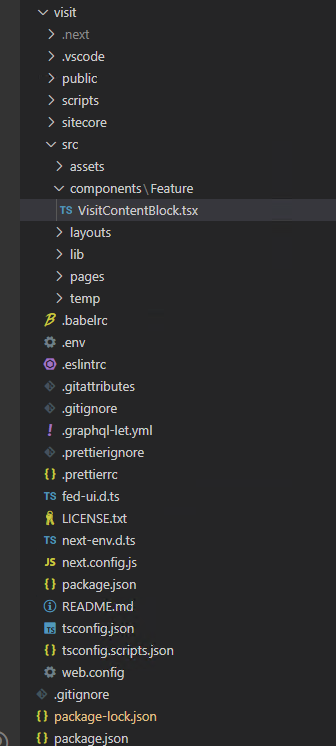 visit
.next
.vscode
public
scripts
sitecore
src
assets
components\Feature
TS VisitContentBlock.tsx
layouts
lib
pages
temp
.babelrc
.env
.eslintrc
.gitattributes
.gitignore
! .graphql-let.yml
.prettierignore
{} .prettierrc
TS fed-ui.d.ts
LICENSE.txt
TS next-env.d.ts
JS next.config.js
{} package.json
README.md
TS tsconfig.json
{} tsconfig.scripts.json
web.config
.gitignore
{} package-lock.json
{} package.json